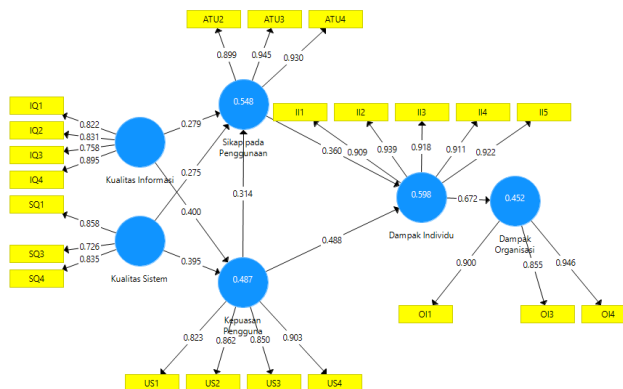 ATU2 ATU3 ATU4
0.899 0.945 0.930
IQ1
IQ2
IQ3
IQ4
0.822
0.831
0.758
0.895
Kualitas Informasi
0.279
0.548
Sikap pada
Penggunaan
II1 II2 II3 II4 II5
0.909 0.939 0.918 0.911 0.922
0.360
0.275
0.314
0.400
SQ1
SQ3
SQ4
0.858
0.726
0.835
Kualitas Sistem
0.395
0.487
Kepuasan
Pengguna
0.488
0.598
Dampak Individu
0.672
0.452
Dampak
Organisasi
0.900 0.855 0.946
OI1 OI3 OI4
0.823 0.862 0.850 0.903
US1 US2 US3 US4